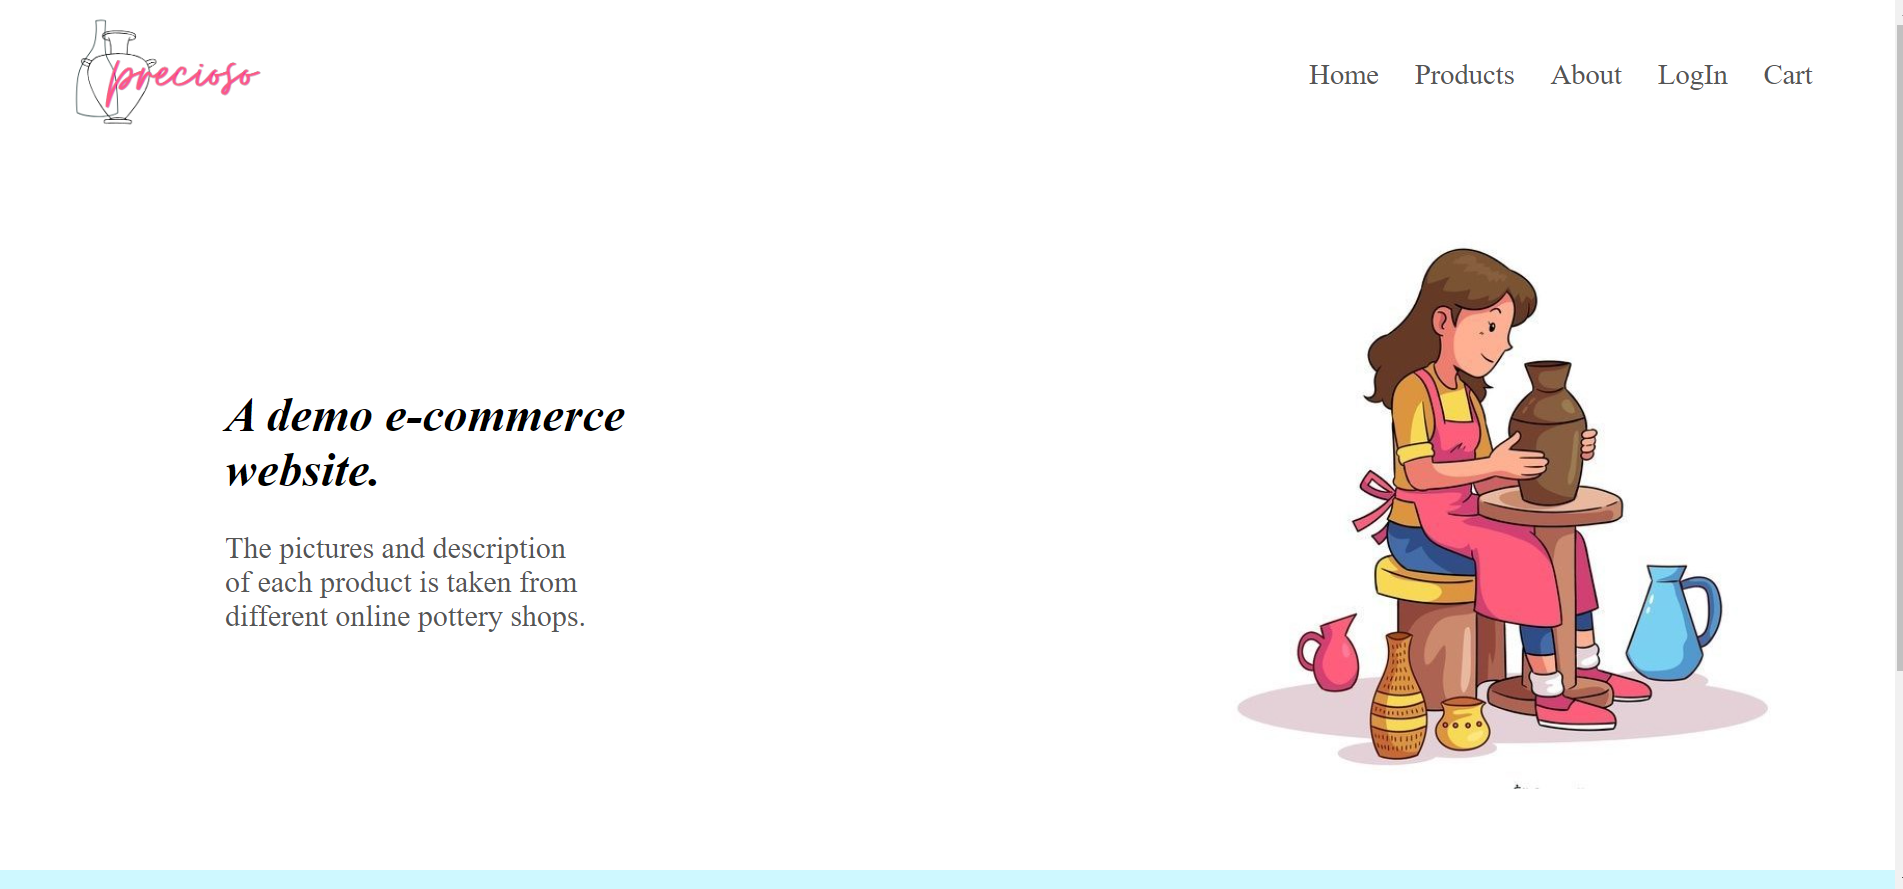 precioso
Home Products About LogIn Cart
A demo e-commerce
website.
The pictures and description
of each product is taken from
different online pottery shops.